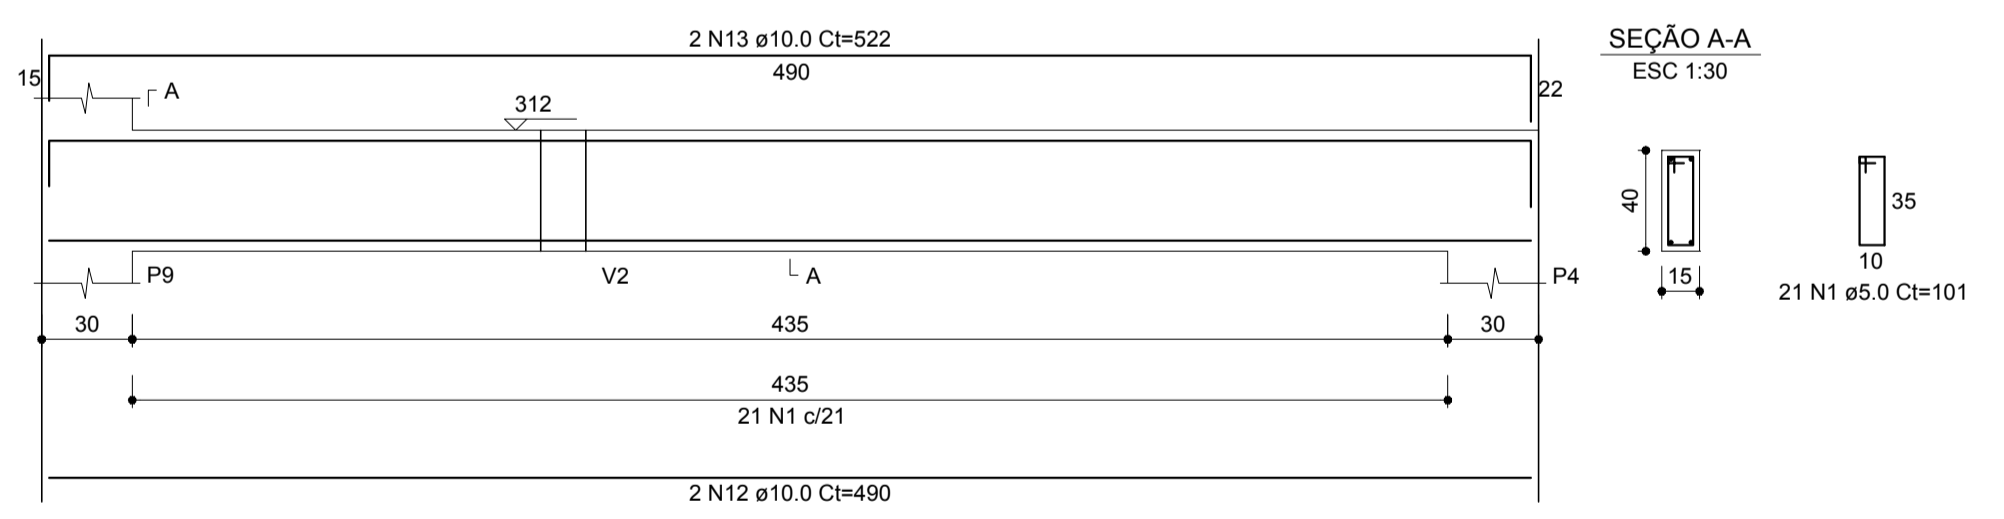 2 N13 ø10.0 Ct=522
490
15
22
A
312
P9
V2
A
P4
30
435
30
435
21 N1 c/21
2 N12 ø10.0 Ct=490
SEÇÃO A-A
ESC 1:30
40
15
35
10
21 N1 ø5.0 Ct=101